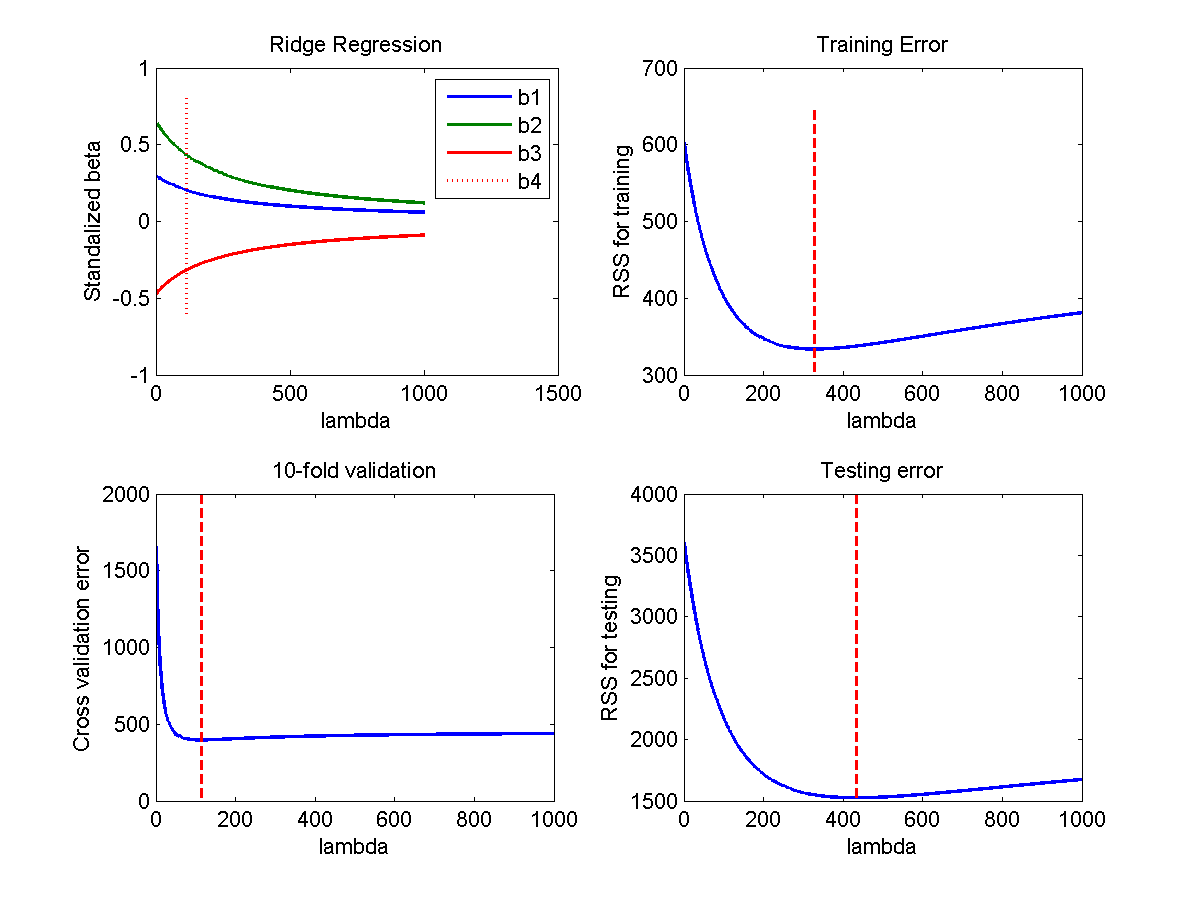 Ridge Regression
1
0.5
0
-0.5
-1
Standalized beta
0
500
1000
1500
lambda
b1
b2
b3
b4
Training Error
700
600
500
400
300
RSS for training
0
200
400
600
800
1000
lambda
10-fold validation
2000
1500
1000
500
0
Cross validation error
0
200
400
600
800
1000
lambda
Testing error
4000
3500
3000
2500
2000
1500
RSS for testing
0
200
400
600
800
1000
lambda